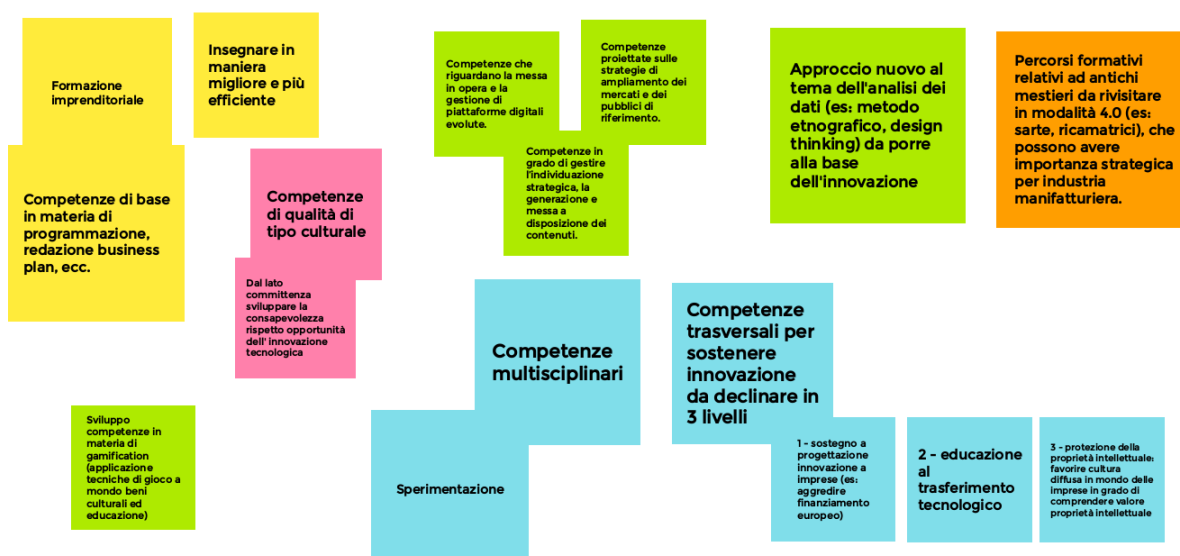 Formazione
imprenditoriale
Insegnare in
maniera
migliore e più
efficiente
Competenze di base
in materia di
programmazione,
redazione business
plan, ecc.
Competenze
di qualità di
tipo culturale
Dal lato
committenza
sviluppare la
consapevolezza
rispetto opportunità
dell' innovazione
tecnologica
Competenze che
riguardano la messa
in opera e la
gestione di
piattaforme digitali
evolute.
Competenze
proiettate sulle
strategie di
ampliamento dei
mercati e dei
pubblici di
riferimento.
Competenze in
grado di gestire
l'individuazione
strategica, la
generazione e
messa a
disposizione dei
contenuti.
Approccio nuovo al
tema dell'analisi dei
dati (es: metodo
etnografico, design
thinking) da porre
alla base
dell'innovazione
Percorsi formativi
relativi ad antichi
mestieri da rivisitare
in modalità 4.0 (es:
sarte, ricamatrici), che
possono avere
importanza strategica
per industria
manifatturiera.
Sviluppo
competenze in
materia di
gamification
(applicazione
tecniche di gioco a
mondo beni
culturali ed
educazione)
Competenze
multisciplinari
Sperimentazione
Competenze
trasversali per
sostenere
innovazione
da declinare in
3 livelli
1 - sostegno a
progettazione
innovazione a
imprese (es:
aggredire
finanziamento
europeo)
2 - educazione
al
trasferimento
tecnologico
3 - protezione della
proprietà intellettuale:
favorire cultura
diffusa in mondo delle
imprese in grado di
comprendere valore
proprietà intellettuale